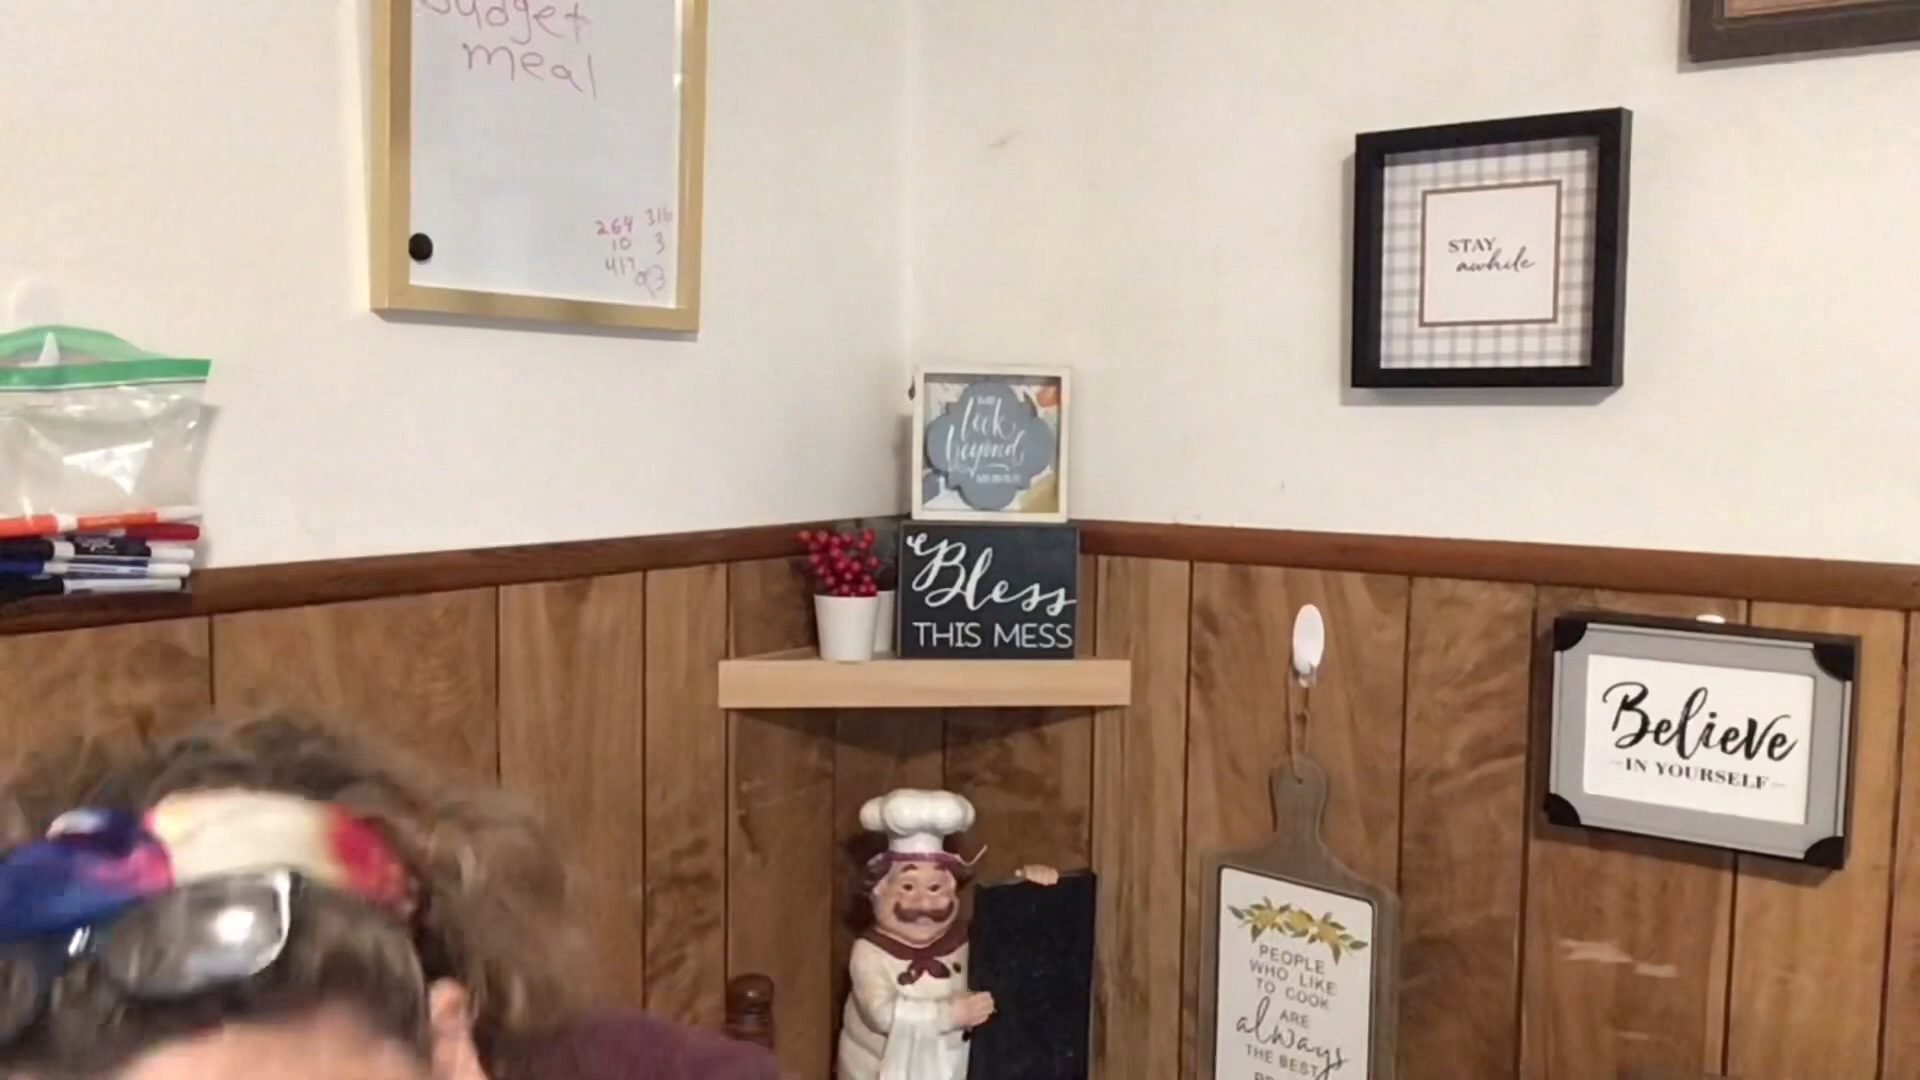 Budget
meal
264 316
10 3
417
STAY
awhile
look
beyond
Bless
THIS MESS
Believe
IN YOURSELF
PEOPLE
WHO LIKE
TO COOK
ARE
always
THE BEST